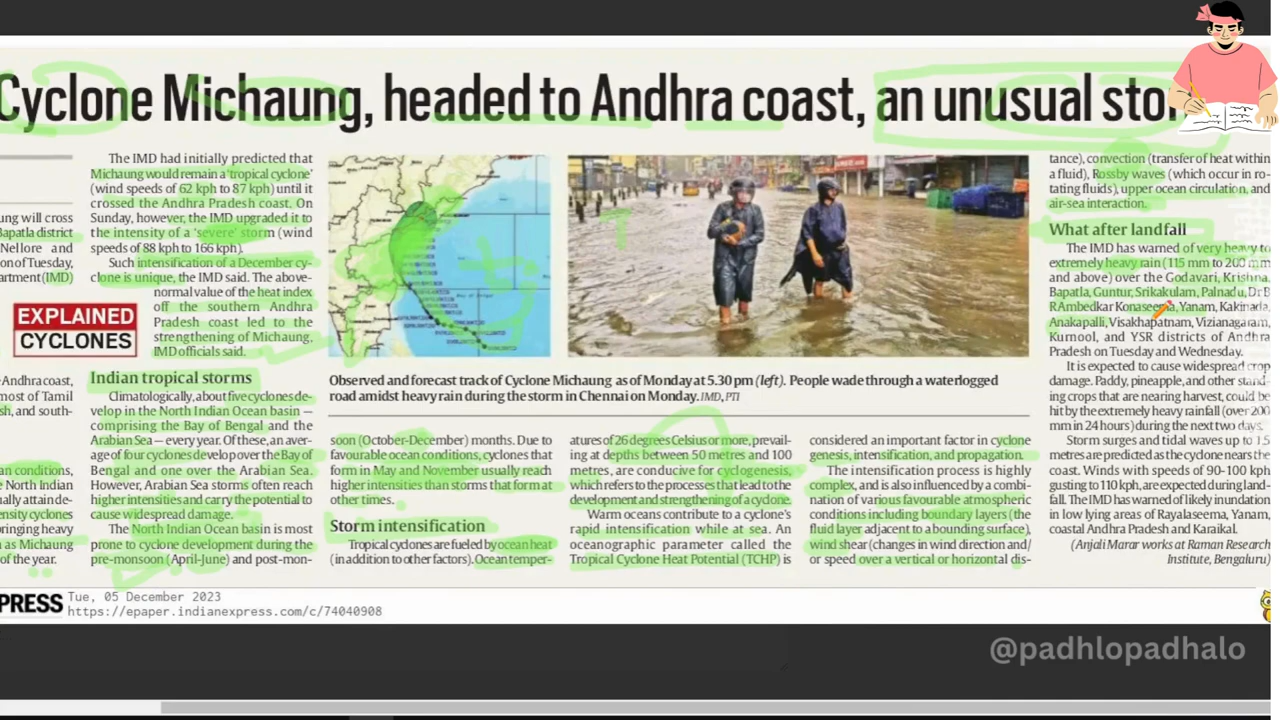 Cyclone Michaung, headed to Andhra coast, an unusual
ung will cross
Bapatla district
Nellore and
on of Tuesday,
artment (IMD)
EXPLAINED
CYCLONES
Andhra coast,
most of Tamil
sh, and south-
an conditions,
e North Indian
ally attain de-
ensity cyclones
bringing heavy
as Michaung
of the year.
The IMD had initially predicted that
Michaung would remain a 'tropical cyclone'
(wind speeds of 62 kph to 87 kph) until it
crossed the Andhra Pradesh coast. On
Sunday, however, the IMD upgraded it to
the intensity of a 'severe' storm (wind
speeds of 88 kph to 166 kph).
Such intensification of a December cy-
clone is unique, the IMD said. The above-
normal value of the heat index
off the southern Andhra
Pradesh coast led to the
strengthening of Michaung,
IMD officials said.
Indian tropical storms
Climatologically, about five cyclones de-
velop in the North Indian Ocean basin —
comprising the Bay of Bengal and the
Arabian Sea — every year. Of these, an aver-
age of four cyclones develop over the Bay of
Bengal and one over the Arabian Sea.
However, Arabian Sea storms often reach
higher intensities and carry the potential to
cause widespread damage.
The North Indian Ocean basin is most
prone to cyclone development during the
pre-monsoon (April-June) and post-mon-
Observed and forecast track of Cyclone Michaung as of Monday at 5.30 pm (left). People wade through a waterlogged
road amidst heavy rain during the storm in Chennai on Monday. IMD, PTI
soon (October-December) months. Due to
favourable ocean conditions, cyclones that
form in May and November usually reach
higher intensities than storms that form at
other times.
Storm intensification
Tropical cyclones are fueled by ocean heat
(in addition to other factors). Ocean temper-
atures of 26 degrees Celsius or more, prevail-
ing at depths between 50 metres and 100
metres, are conducive for cyclogenesis,
which refers to the processes that lead to the
development and strengthening of a cyclone.
Warm oceans contribute to a cyclone's
rapid intensification while at sea. An
oceanographic parameter called the
Tropical Cyclone Heat Potential (TCHP) is
considered an important factor in cyclone
genesis, intensification, and propagation.
The intensification process is highly
complex, and is also influenced by a combi-
nation of various favourable atmospheric
conditions including boundary layers (the
fluid layer adjacent to a bounding surface),
wind shear (changes in wind direction and/
or speed over a vertical or horizontal dis-
tance), convection (transfer of heat within
a fluid), Rossby waves (which occur in ro-
tating fluids), upper ocean circulation, and
air-sea interaction.
What after landfall
The IMD has warned of very heavy to
extremely heavy rain (115 mm to 200 mm
and above) over the Godavari, Krishna,
Bapatla, Guntur, Srikakulam, Palnadu, Dr B
R Ambedkar Konaseema, Yanam, Kakinada,
Anakapalli, Visakhapatnam, Vizianagaram,
Kurnool, and YSR districts of Andhra
Pradesh on Tuesday and Wednesday.
It is expected to cause widespread crop
damage. Paddy, pineapple, and other stand-
ing crops that are nearing harvest, could be
hit by the extremely heavy rainfall (over 200
mm in 24 hours) during the next two days.
Storm surges and tidal waves up to 1.5
metres are predicted as the cyclone nears the
coast. Winds with speeds of 90-100 kph
gusting to 110 kph, are expected during land-
fall. The IMD has warned of likely inundation
in low lying areas of Rayalaseema, Yanam,
coastal Andhra Pradesh and Karaikal.
(Anjali Marar works at Raman Research
Institute, Bengaluru)
PRESS Tue, 05 December 2023
https://epaper.indianexpress.com/c/74040908
@padhlopadhalo